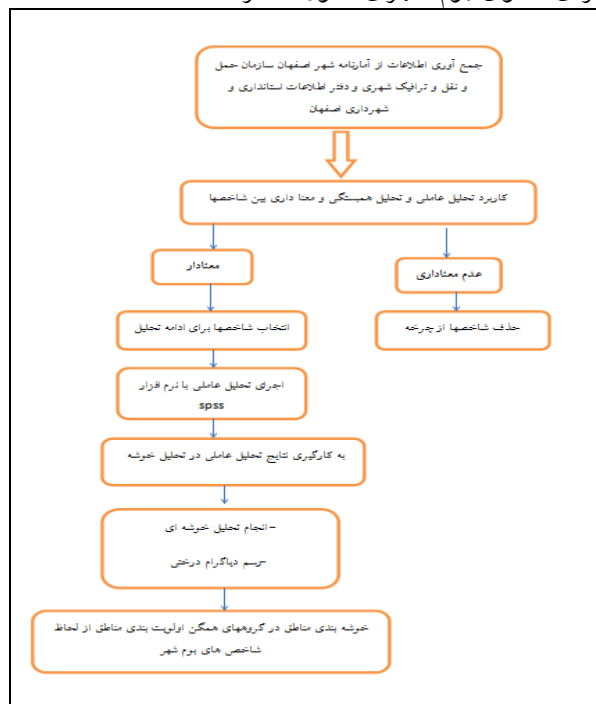 جمع آوری اطلاعات از آمارنامه شهر اصفهان سازمان حمل
و نقل و ترافیک شهری و دفتر اطلاعات استانداری و
شهرداری اصفهان
کاربرد تحلیل عاملی و تحلیل همبستگی و معنا داری بین شاخصها
معنادار
عدم معناداری
انتخاب شاخصها برای ادامه تحلیل
حذف شاخصها از چرخه
اجرای تحلیل عاملی با نرم افزار
spss
به کارگیری نتایج تحلیل عاملی در تحلیل خوشه
– انجام تحلیل خوشه ای
-رسم دیاگرام درختی
خوشه بندی مناطق در گروههای همگن اولویت بندی مناطق از لحاظ
شاخص های بوم شهر